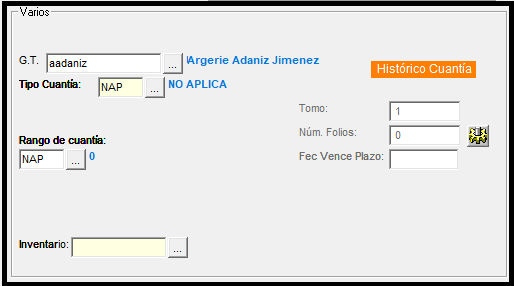 Varios
G.T. aadaniz ... Argerie Adaniz Jimenez
Histórico Cuantía
Tipo Cuantía: NAP ... NO APLICA
Tomo: 1
Núm. Folios: 0
Rango de cuantía:
NAP ... 0
Fec Vence Plazo:
Inventario: ...